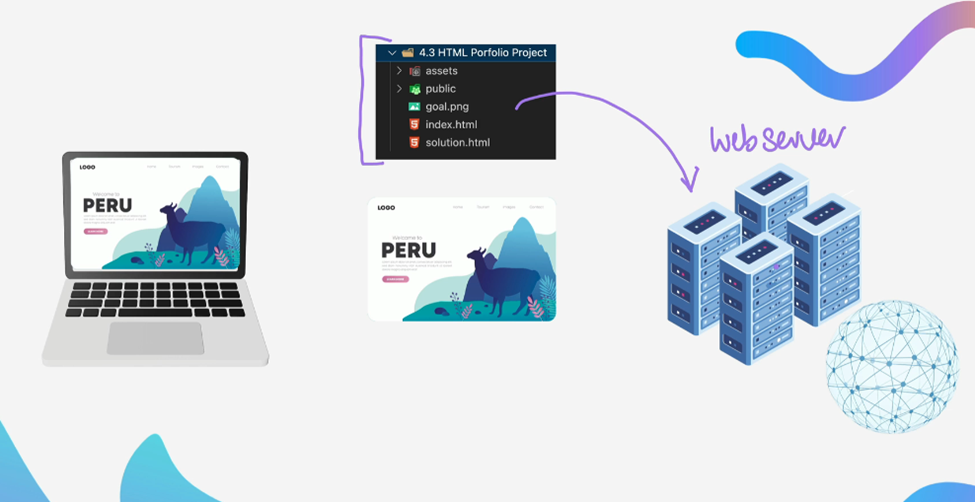 4.3 HTML Porfolio Project
assets
public
goal.png
index.html
solution.html
web server
LOGO
Home
Welcome to
PERU
LOGO
Home
Images
Contact
Welcome to
PERU